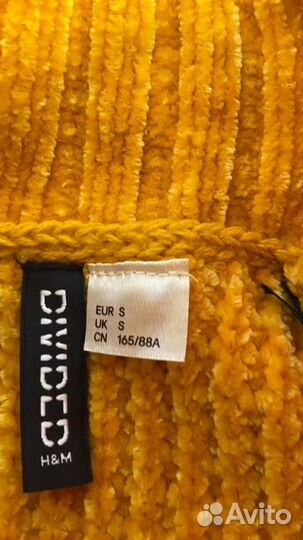 DIVIDED
H&M
EUR S
UK S
CN 165/88A
Avito